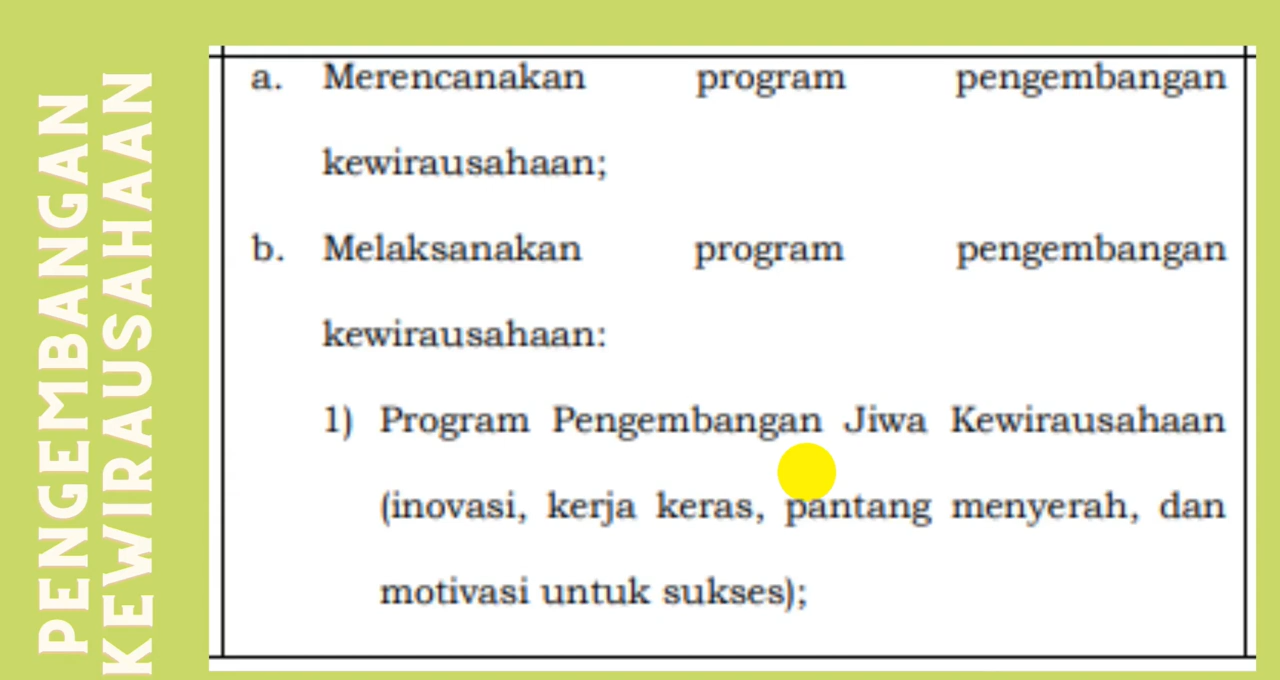 PENGEMBANGAN
KEWIRAUSAHAAN
a. Merencanakan program pengembangan
kewirausahaan;
b. Melaksanakan program pengembangan
kewirausahaan:
1) Program Pengembangan Jiwa Kewirausahaan
(inovasi, kerja keras, pantang menyerah, dan
motivasi untuk sukses);